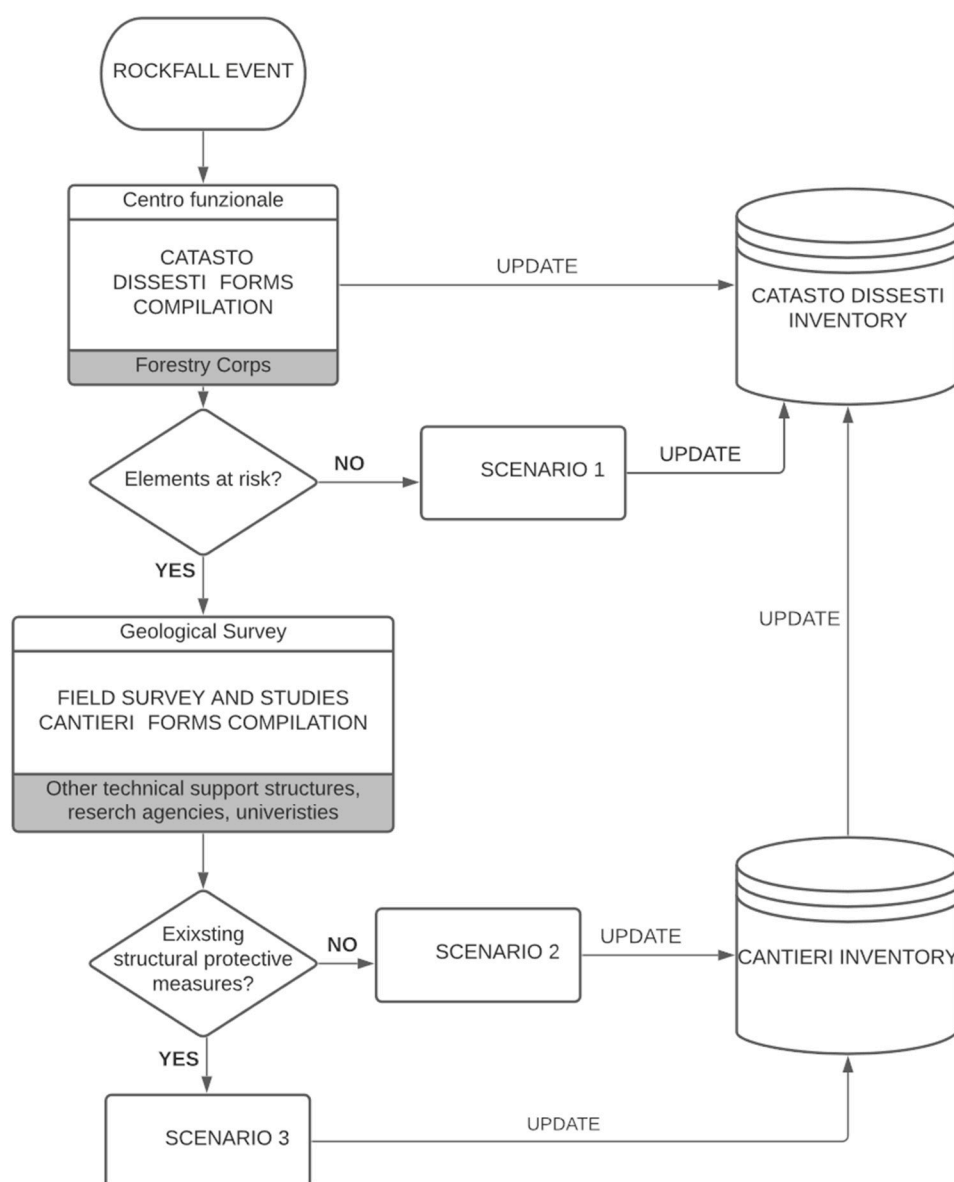 ROCKFALL EVENT
Centro funzionale
CATASTO
DISSESTI FORMS
COMPILATION
Forestry Corps
UPDATE
CATASTO DISSESTI
INVENTORY
Elements at risk?
NO
SCENARIO 1
UPDATE
YES
Geological Survey
FIELD SURVEY AND STUDIES
CANTIERI FORMS COMPILATION
Other technical support structures,
reserch agencies, univeristies
UPDATE
Exixsting
structural protective
measures?
NO
SCENARIO 2
UPDATE
CANTIERI INVENTORY
YES
SCENARIO 3
UPDATE